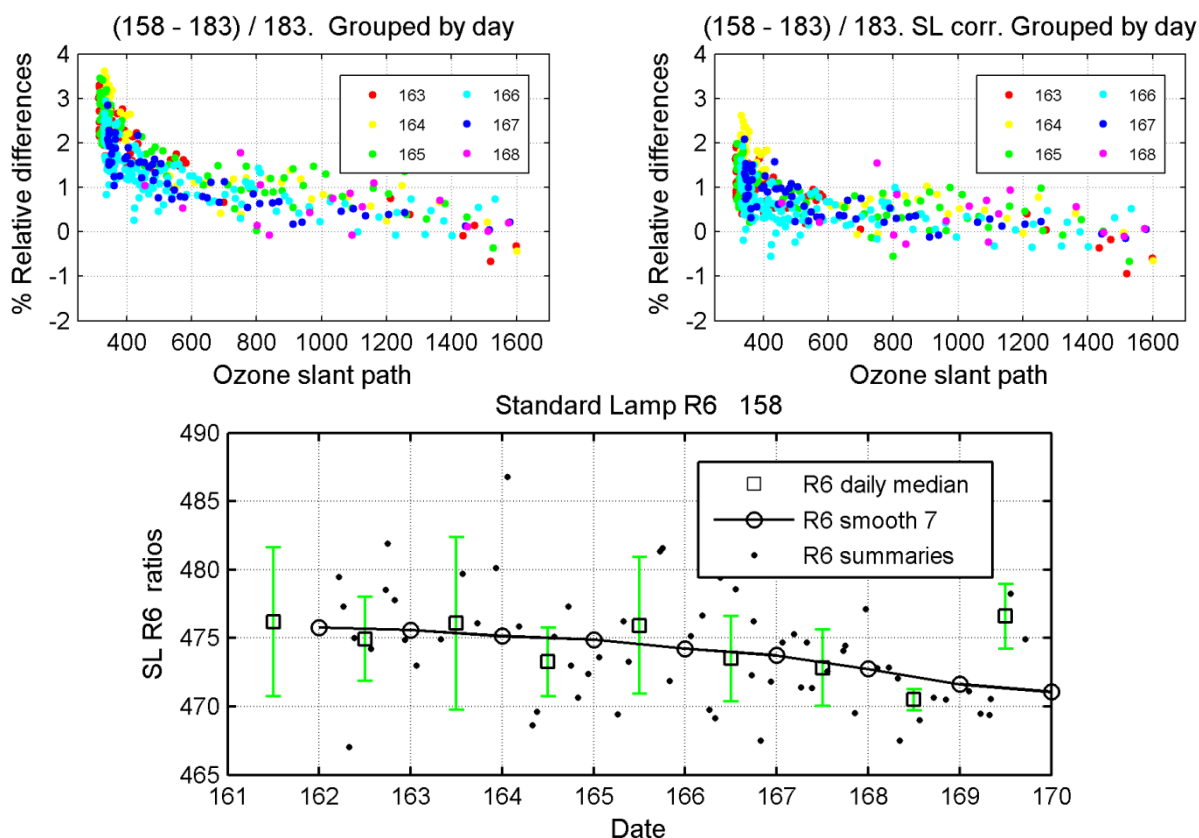 (158 - 183) / 183. Grouped by day
% Relative differences
4
3
2
1
0
-1
-2
163
164
165
166
167
168
400 600 800 1000 1200 1400 1600
Ozone slant path
(158 - 183) / 183. SL corr. Grouped by day
% Relative differences
4
3
2
1
0
-1
-2
163
164
165
166
167
168
400 600 800 1000 1200 1400 1600
Ozone slant path
Standard Lamp R6 158
SL R6 ratios
490
485
480
475
470
465
R6 daily median
R6 smooth 7
R6 summaries
161 162 163 164 165 166 167 168 169 170
Date